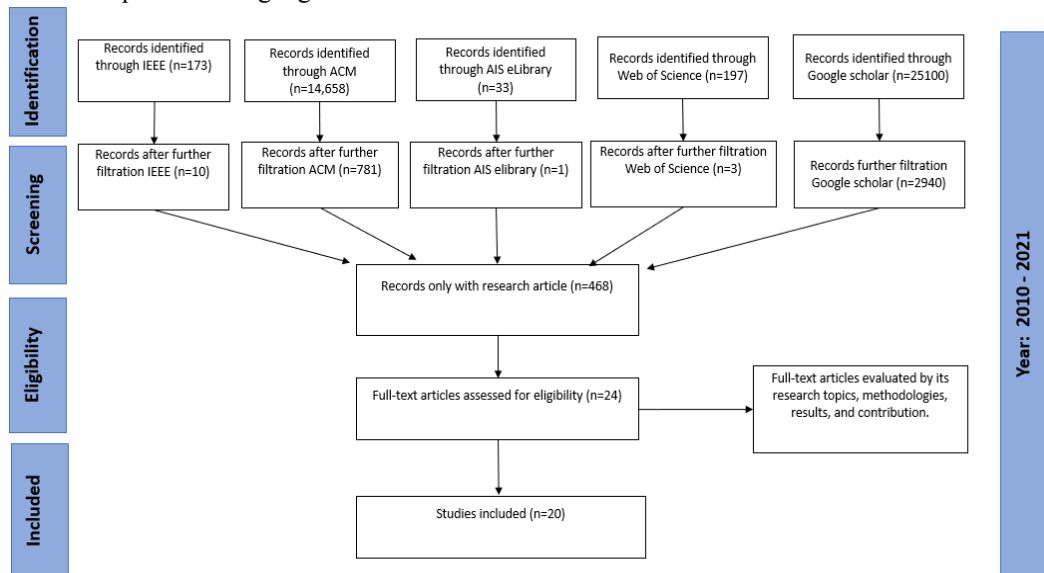 Identification
Records identified
through IEEE (n=173)
Records identified
through ACM
(n=14,658)
Records identified
through AIS eLibrary
(n=33)
Records identified through
Web of Science (n=197)
Records identified through
Google scholar (n=25100)
Screening
Records after further
filtration IEEE (n=10)
Records after further
filtration ACM (n=781)
Records after further
filtration AIS elibrary (n=1)
Records after further filtration
Web of Science (n=3)
Records further filtration
Google scholar (n=2940)
Records only with research article (n=468)
Eligibility
Full-text articles assessed for eligibility (n=24)
Full-text articles evaluated by its
research topics, methodologies,
results, and contribution.
Included
Studies included (n=20)
Year: 2010 - 2021